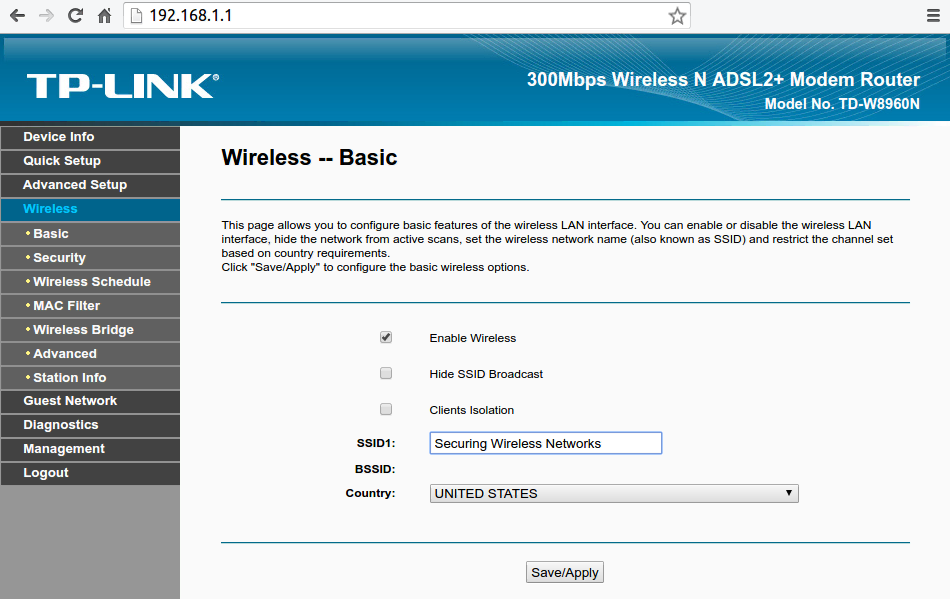 192.168.1.1
TP-LINK®
300Mbps Wireless N ADSL2+ Modem Router
Model No. TD-W8960N
Device Info
Quick Setup
Advanced Setup
Wireless
Basic
Security
Wireless Schedule
MAC Filter
Wireless Bridge
Advanced
Station Info
Guest Network
Diagnostics
Management
Logout
Wireless -- Basic
This page allows you to configure basic features of the wireless LAN interface. You can enable or disable the wireless LAN
interface, hide the network from active scans, set the wireless network name (also known as SSID) and restrict the channel set
based on country requirements.
Click "Save/Apply" to configure the basic wireless options.
Enable Wireless
Hide SSID Broadcast
Clients Isolation
SSID1: Securing Wireless Networks
BSSID:
Country: UNITED STATES
Save/Apply